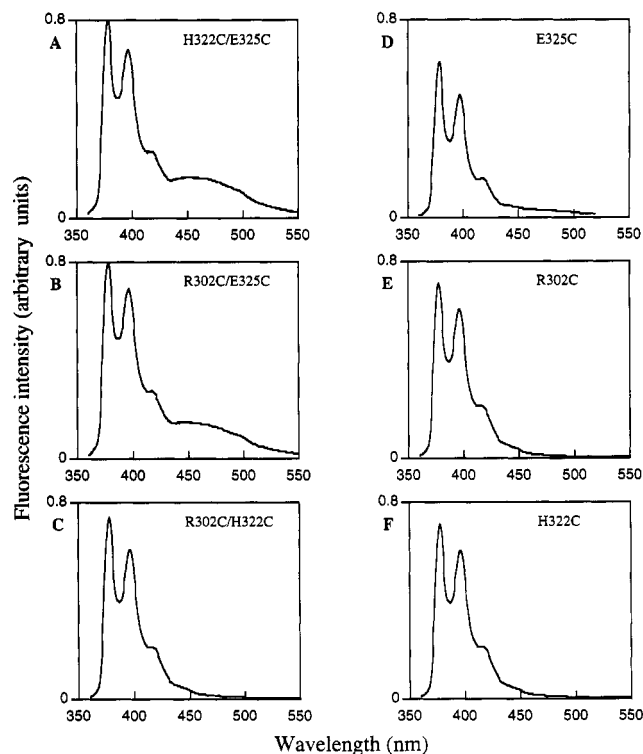 Fluorescence intensity (arbitrary units)
A
H322C/E325C
0.8
0
350 400 450 500 550
B
R302C/E325C
0.8
0
350 400 450 500 550
C
R302C/H322C
0.8
0
350 400 450 500 550
D
E325C
0.8
0
350 400 450 500 550
E
R302C
0.8
0
350 400 450 500 550
F
H322C
0.8
0
350 400 450 500 550
Wavelength (nm)